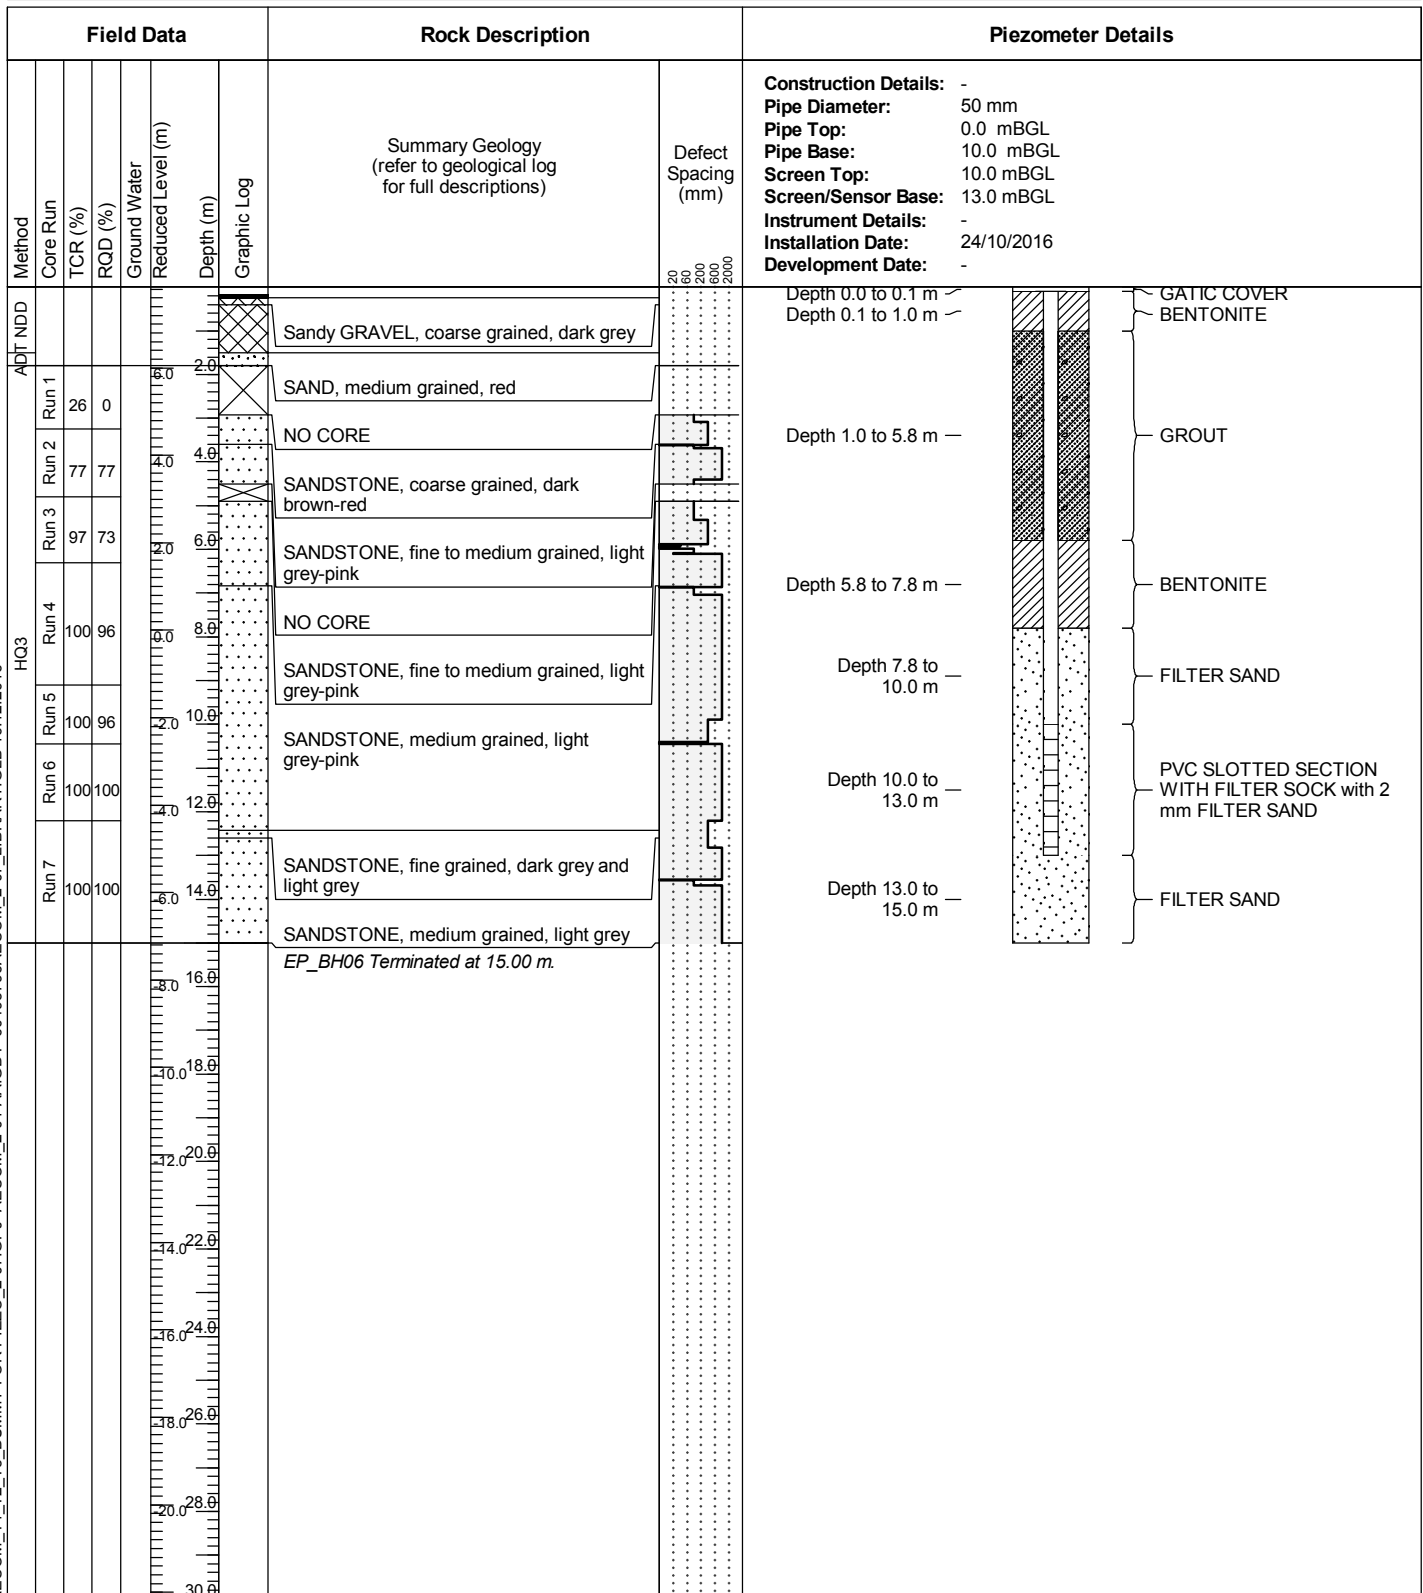 Field Data
Rock Description
Piezometer Details
Method
Core Run
TCR (%)
RQD (%)
Ground Water
Reduced Level (m)
Depth (m)
Graphic Log
Summary Geology
(refer to geological log
for full descriptions)
Defect
Spacing
(mm)
20
60
200
600
2000
Construction Details: -
Pipe Diameter: 50 mm
Pipe Top: 0.0 mBGL
Pipe Base: 10.0 mBGL
Screen Top: 10.0 mBGL
Screen/Sensor Base: 13.0 mBGL
Instrument Details: -
Installation Date: 24/10/2016
Development Date: -
NDD
ADT
HQ3
Run 1 26 0
Run 2 77 77
Run 3 97 73
Run 4 100 96
Run 5 100 96
Run 6 100 100
Run 7 100 100
6.0
4.0
2.0
0.0
-2.0
-4.0
-6.0
-8.0
-10.0
-12.0
-14.0
-16.0
-18.0
-20.0
2.0
4.0
6.0
8.0
10.0
12.0
14.0
16.0
18.0
20.0
22.0
24.0
26.0
28.0
30.0
Sandy GRAVEL, coarse grained, dark grey
SAND, medium grained, red
NO CORE
SANDSTONE, coarse grained, dark
brown-red
SANDSTONE, fine to medium grained, light
grey-pink
NO CORE
SANDSTONE, fine to medium grained, light
grey-pink
SANDSTONE, medium grained, light
grey-pink
SANDSTONE, fine grained, dark grey and
light grey
SANDSTONE, medium grained, light grey
EP_BH06 Terminated at 15.00 m.
Depth 0.0 to 0.1 m
GATIC COVER
Depth 0.1 to 1.0 m
BENTONITE
Depth 1.0 to 5.8 m
GROUT
Depth 5.8 to 7.8 m
BENTONITE
Depth 7.8 to
10.0 m
FILTER SAND
Depth 10.0 to
13.0 m
PVC SLOTTED SECTION
WITH FILTER SOCK with 2
mm FILTER SAND
Depth 13.0 to
15.0 m
FILTER SAND